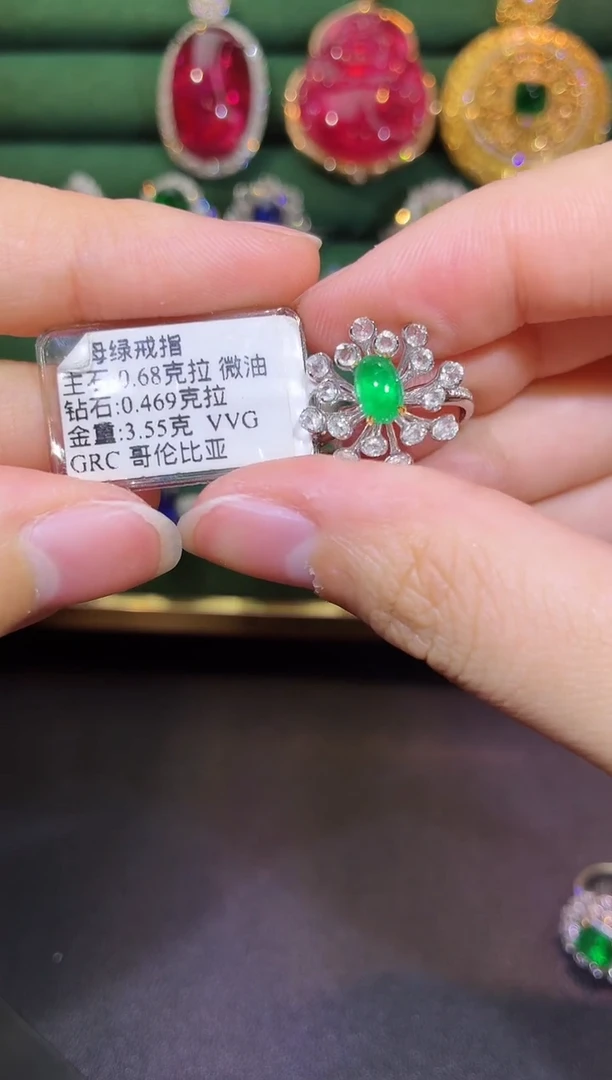 母绿戒指
主石:0.68克拉 微油
钻石:0.469克拉
金重:3.55克 VVG
GRC 哥伦比亚